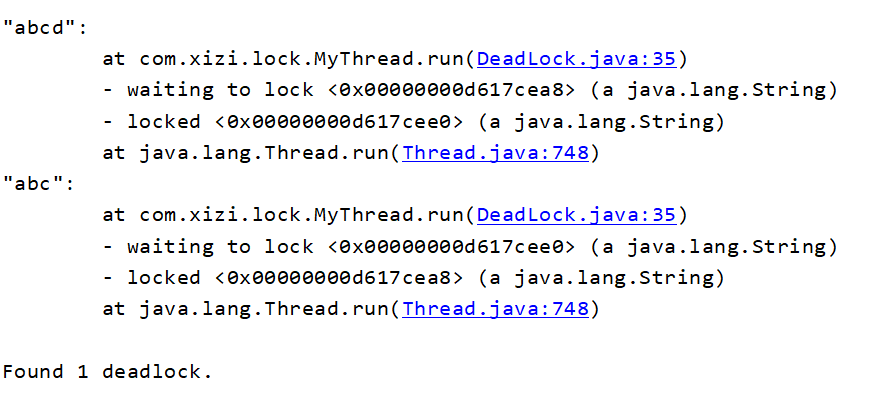 "abcd":
at com.xizi.lock.MyThread.run(DeadLock.java:35)
- waiting to lock <0x00000000d617cea8> (a java.lang.String)
- locked <0x00000000d617cee0> (a java.lang.String)
at java.lang.Thread.run(Thread.java:748)
"abc":
at com.xizi.lock.MyThread.run(DeadLock.java:35)
- waiting to lock <0x00000000d617cee0> (a java.lang.String)
- locked <0x00000000d617cea8> (a java.lang.String)
at java.lang.Thread.run(Thread.java:748)
Found 1 deadlock.